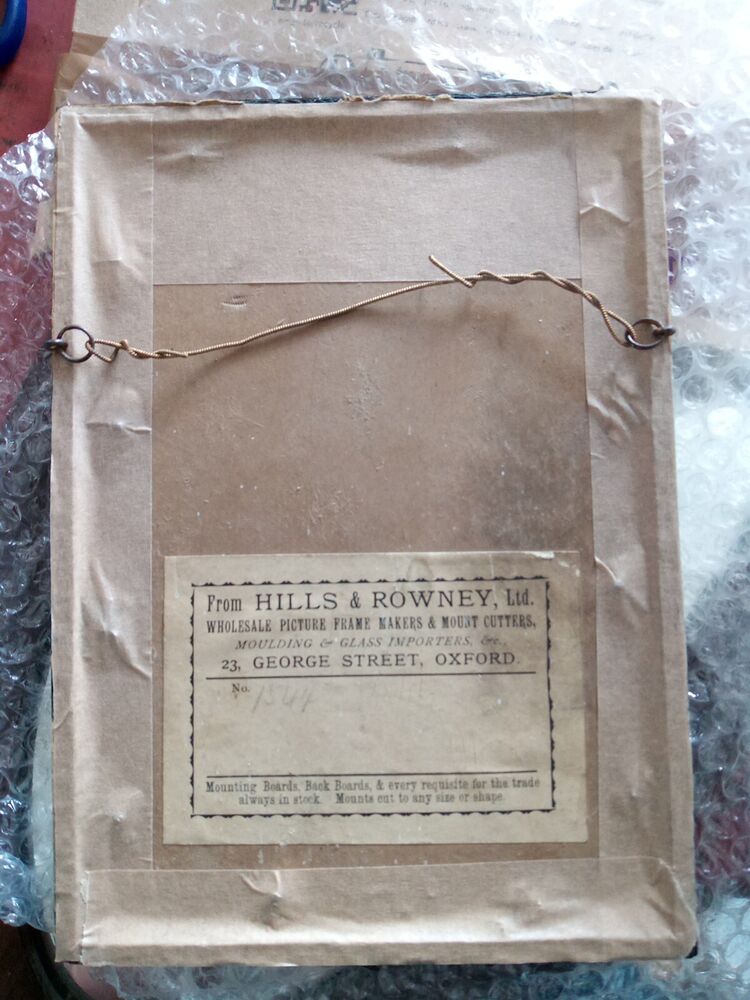 From HILLS & ROWNEY, Ltd.
WHOLESALE PICTURE FRAME MAKERS & MOUNT CUTTERS,
MOULDING & GLASS IMPORTERS, &c.,
23, GEORGE STREET, OXFORD.
No. 1544
Mounting Boards, Back Boards, & every requisite for the trade
always in stock. Mounts cut to any size or shape.